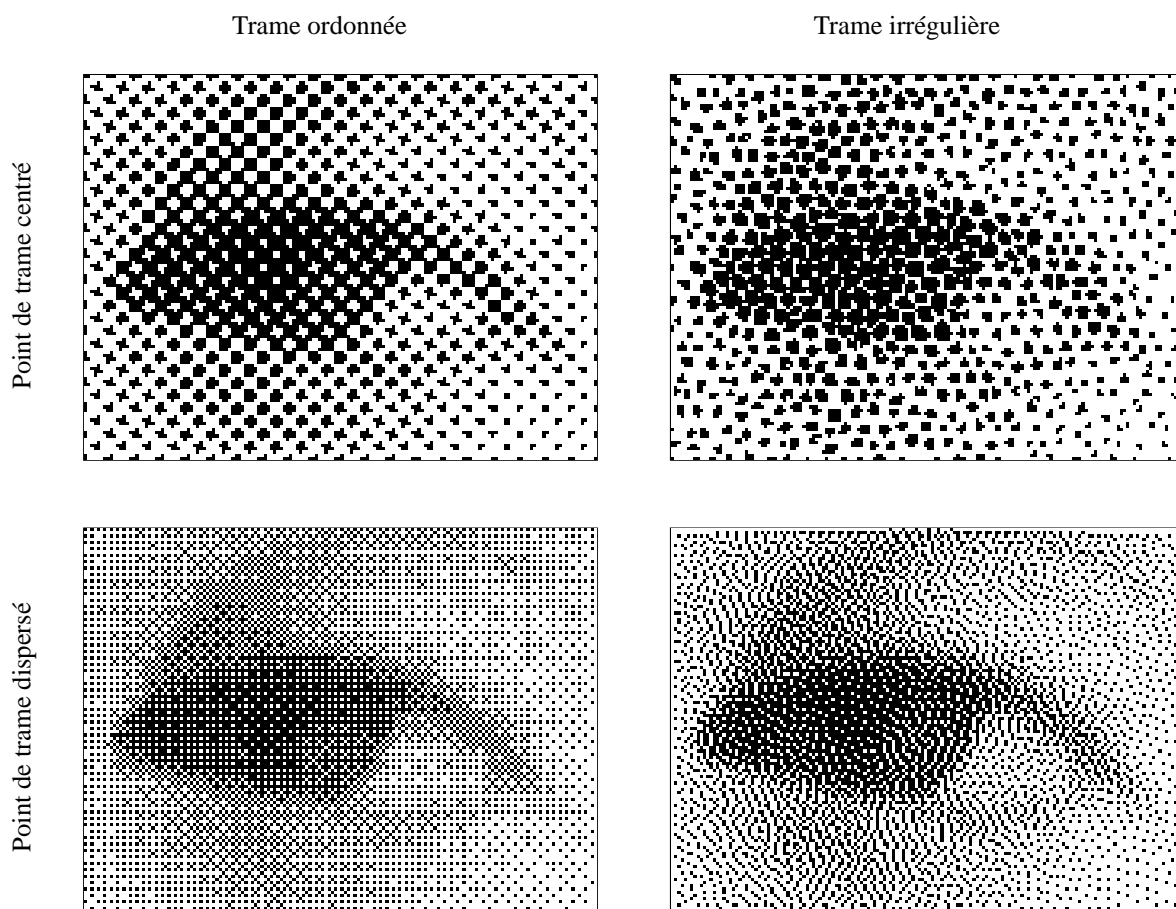 Trame ordonnée
Trame irrégulière
Point de trame centré
Point de trame dispersé